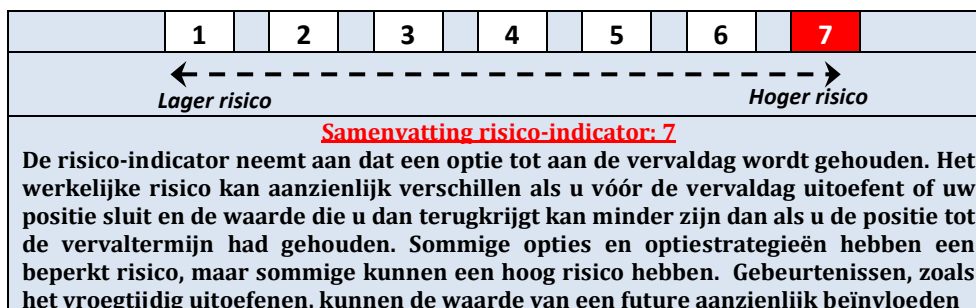 1 2 3 4 5 6 7
Lager risico Hoger risico
Samenvatting risico-indicator: 7
De risico-indicator neemt aan dat een optie tot aan de vervaldag wordt gehouden. Het
werkelijke risico kan aanzienlijk verschillen als u vóór de vervaldag uitoefent of uw
positie sluit en de waarde die u dan terugkrijgt kan minder zijn dan als u de positie tot
de vervaltermijn had gehouden. Sommige opties en optiestrategieën hebben een
beperkt risico, maar sommige kunnen een hoog risico hebben. Gebeurtenissen, zoals
het vroegtijdig uitoefenen, kunnen de waarde van een future aanzienlijk beïnvloeden